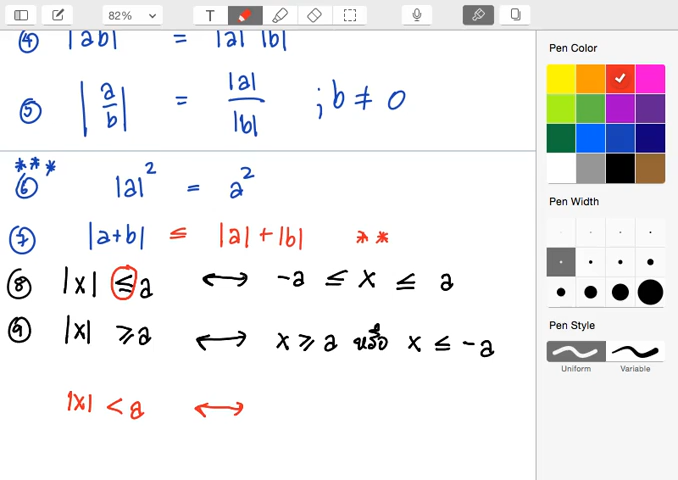 82% T
④ |ab| = |a| |b|
⑤ |a/b| = |a|/|b| ; b ≠ 0
***
⑥ |a|² = a²
⑦ |a+b| ≤ |a| + |b| **
⑧ |x| ≤ a ↔ -a ≤ x ≤ a
⑨ |x| ≥ a ↔ x ≥ a หรือ x ≤ -a
|x| < a ↔
Pen Color
Pen Width
Pen Style
Uniform Variable